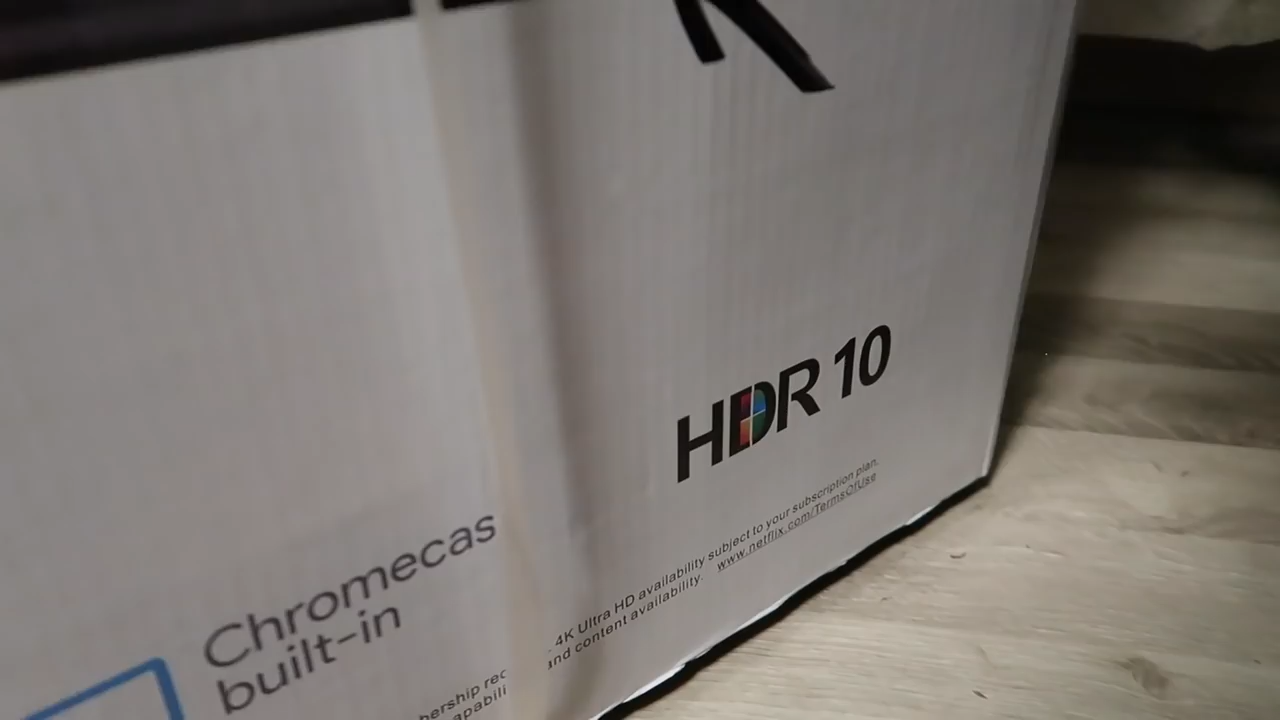 HDR 10
Chromecas
built-in
4K Ultra HD availability subject to your subscription plan.
and content availability. www.netflix.com/TermsOfUse